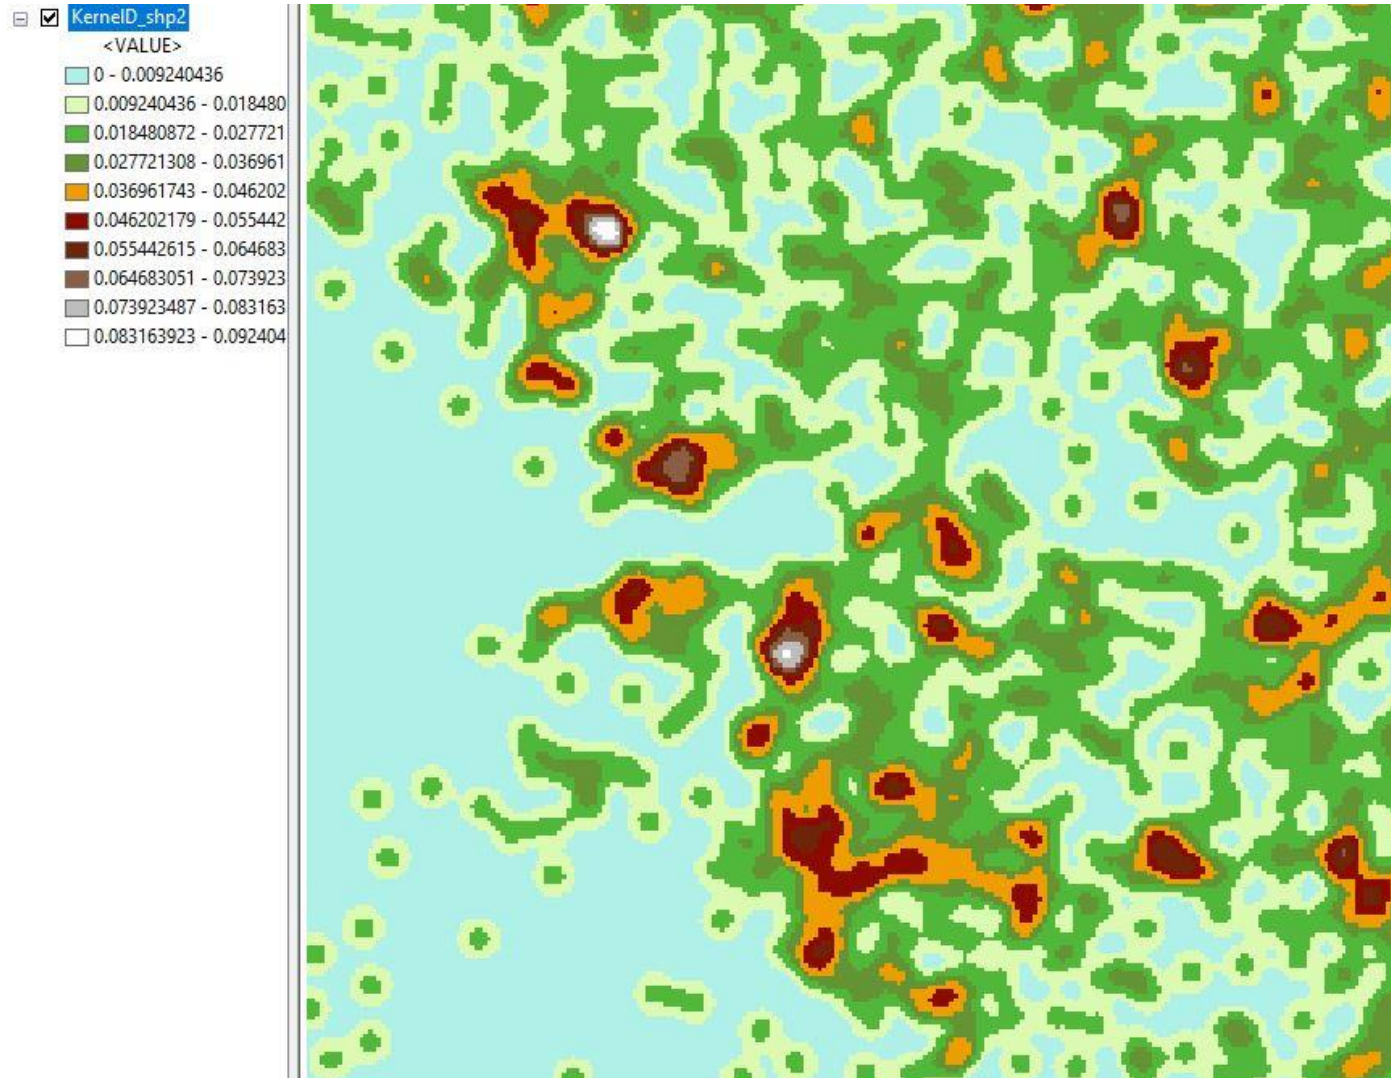 KernelD_shp2
<VALUE>
0 - 0.009240436
0.009240436 - 0.018480
0.018480872 - 0.027721
0.027721308 - 0.036961
0.036961743 - 0.046202
0.046202179 - 0.055442
0.055442615 - 0.064683
0.064683051 - 0.073923
0.073923487 - 0.083163
0.083163923 - 0.092404